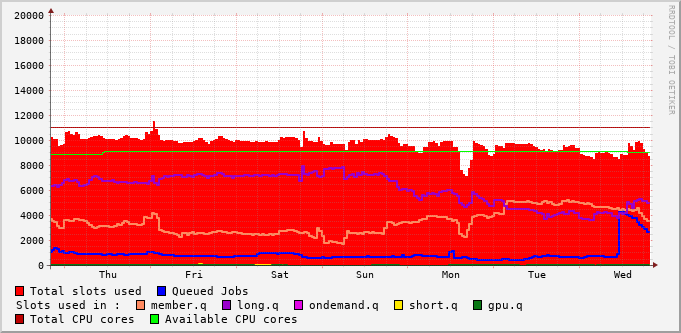 RRDTOOL / TOBI OETIKER
20000
18000
16000
14000
12000
10000
8000
6000
4000
2000
0
Thu Fri Sat Sun Mon Tue Wed
Total slots used Queued Jobs
Slots used in : member.q long.q ondemand.q short.q gpu.q
Total CPU cores Available CPU cores